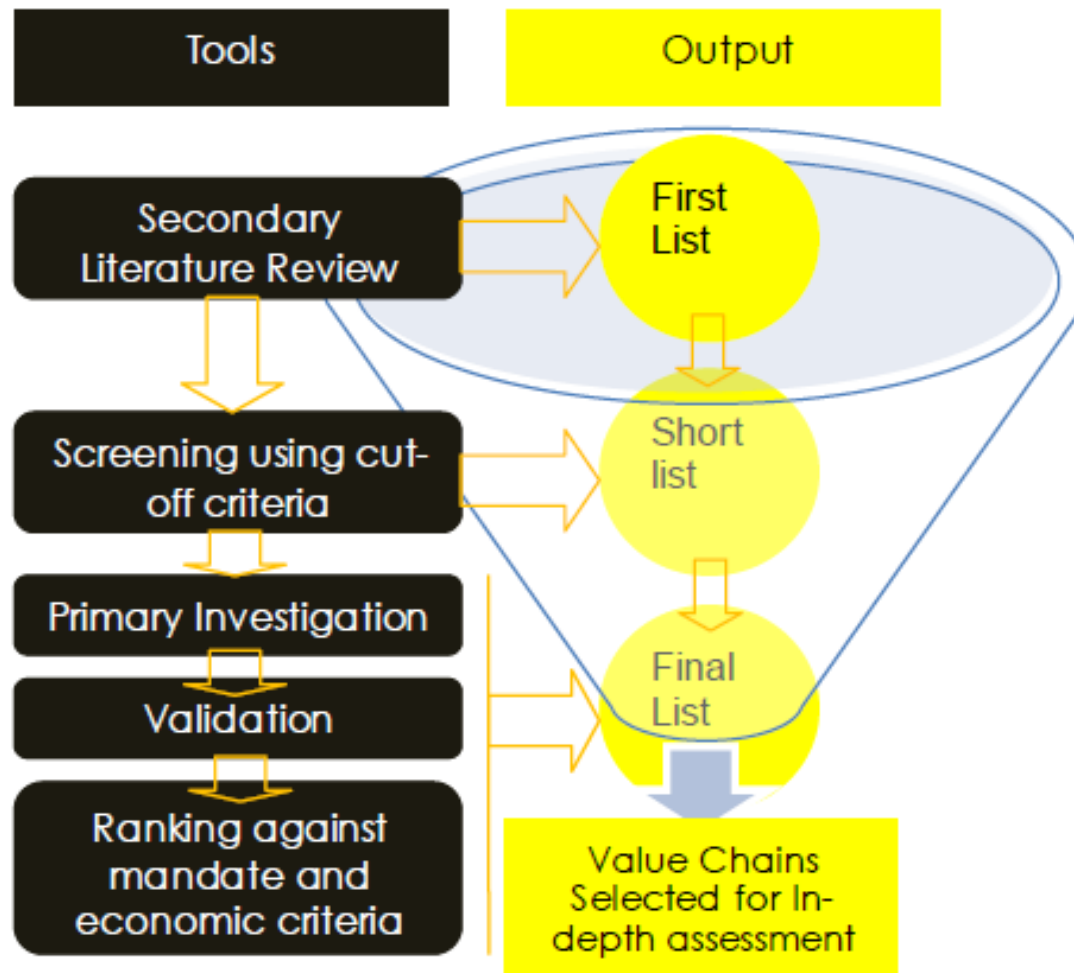 Tools
Output
Secondary
Literature Review
First
List
Screening using cut-
off criteria
Short
list
Primary Investigation
Validation
Final
List
Ranking against
mandate and
economic criteria
Value Chains
Selected for In-
depth assessment